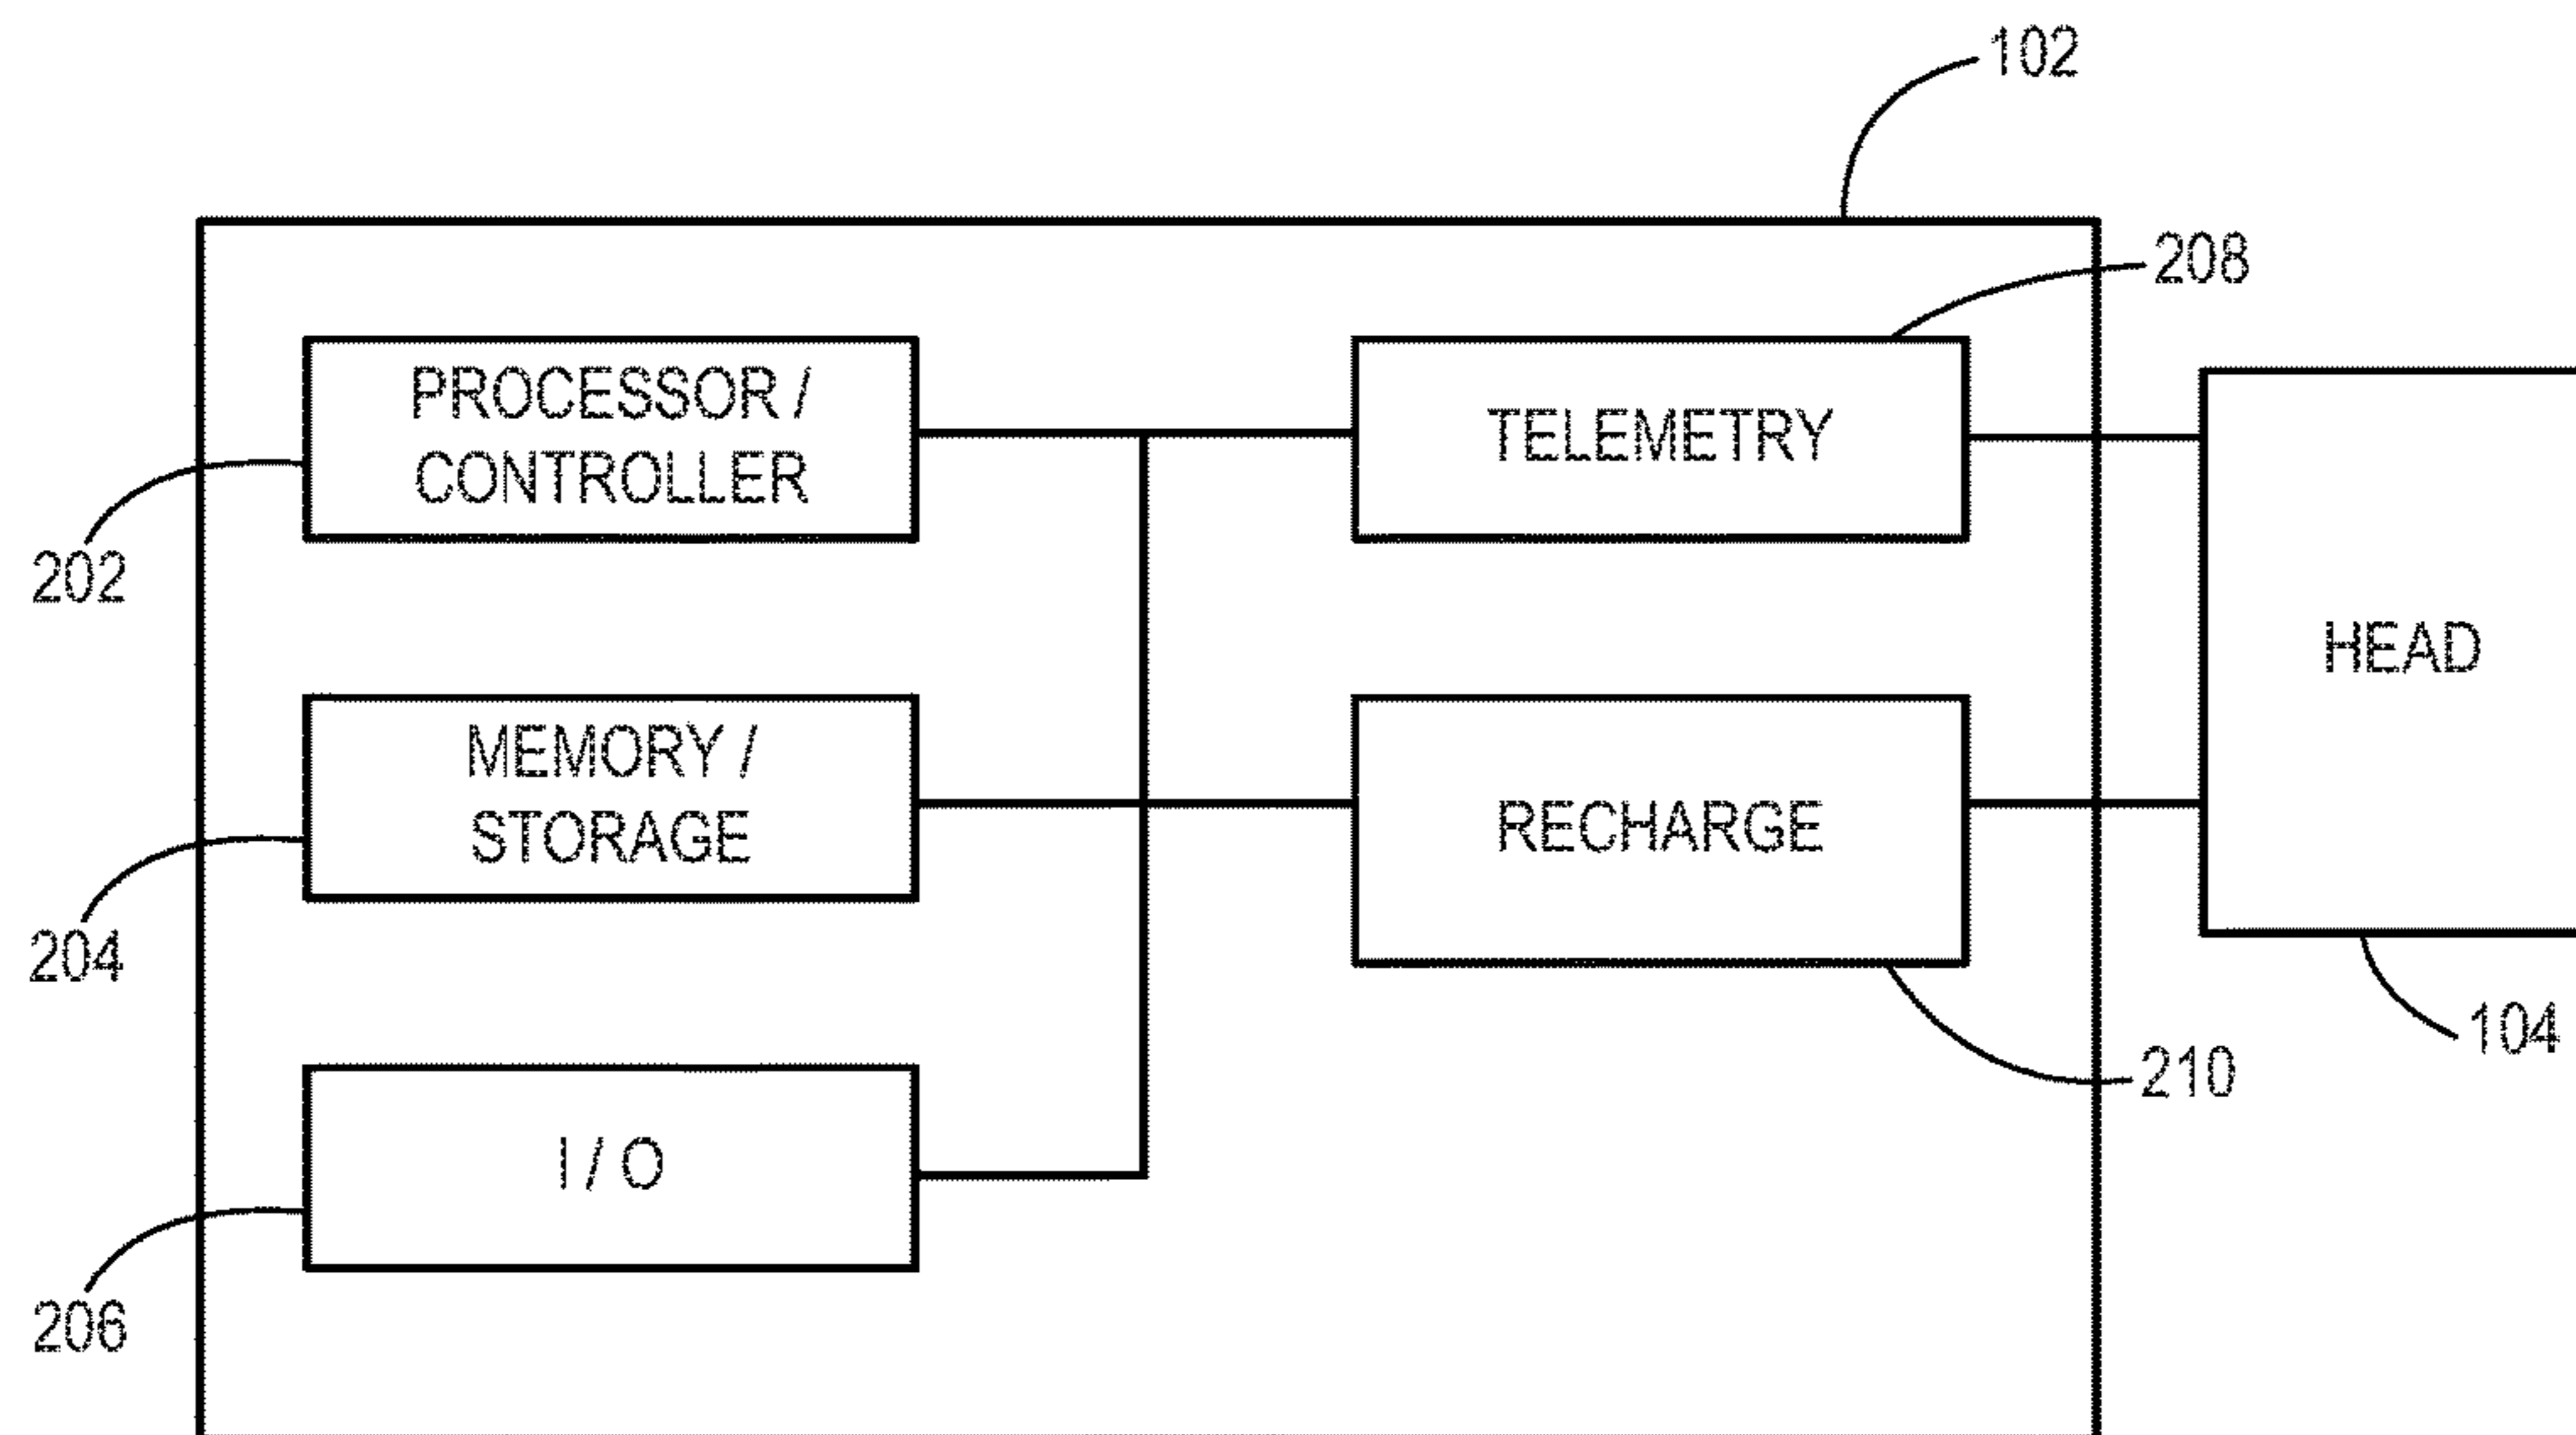 102
208
PROCESSOR /
CONTROLLER
TELEMETRY
202
HEAD
MEMORY /
STORAGE
RECHARGE
204
104
210
I / O
206